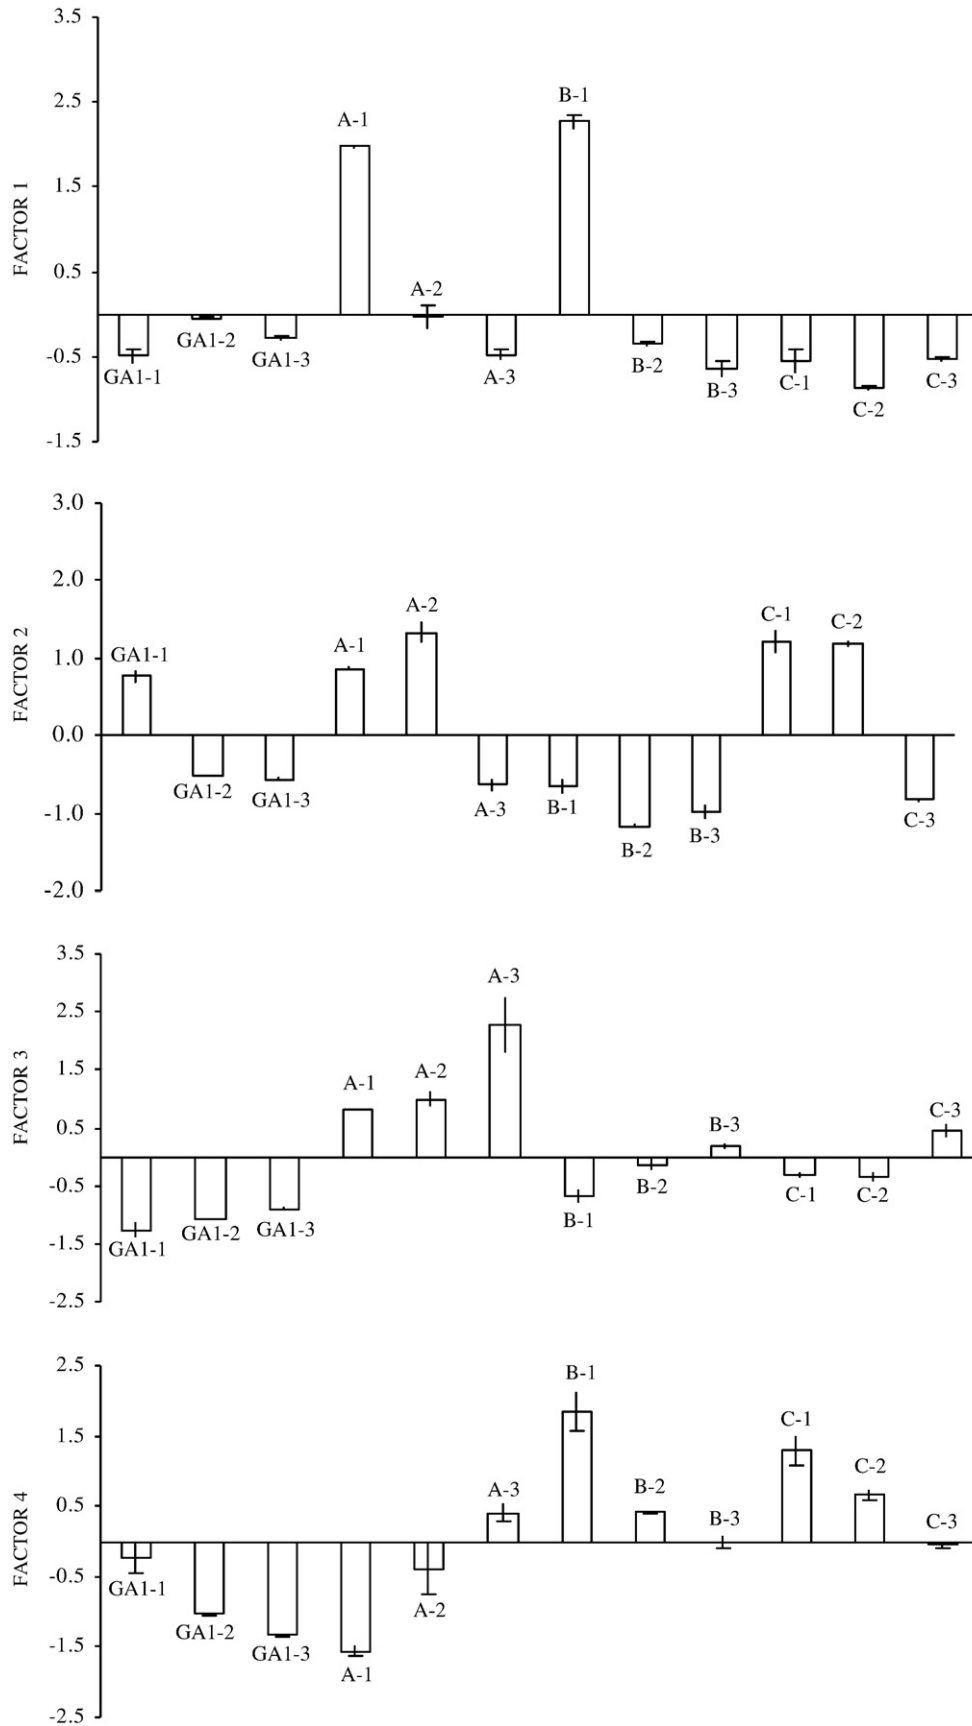 3.5
2.5
1.5
0.5
-0.5
-1.5
FACTOR 1
GA1-1
GA1-2
GA1-3
A-1
A-2
A-3
B-1
B-2
B-3
C-1
C-2
C-3
3.0
2.0
1.0
0.0
-1.0
-2.0
FACTOR 2
GA1-1
GA1-2
GA1-3
A-1
A-2
A-3
B-1
B-2
B-3
C-1
C-2
C-3
3.5
2.5
1.5
0.5
-0.5
-1.5
-2.5
FACTOR 3
GA1-1
GA1-2
GA1-3
A-1
A-2
A-3
B-1
B-2
B-3
C-1
C-2
C-3
2.5
1.5
0.5
-0.5
-1.5
-2.5
FACTOR 4
GA1-1
GA1-2
GA1-3
A-1
A-2
A-3
B-1
B-2
B-3
C-1
C-2
C-3